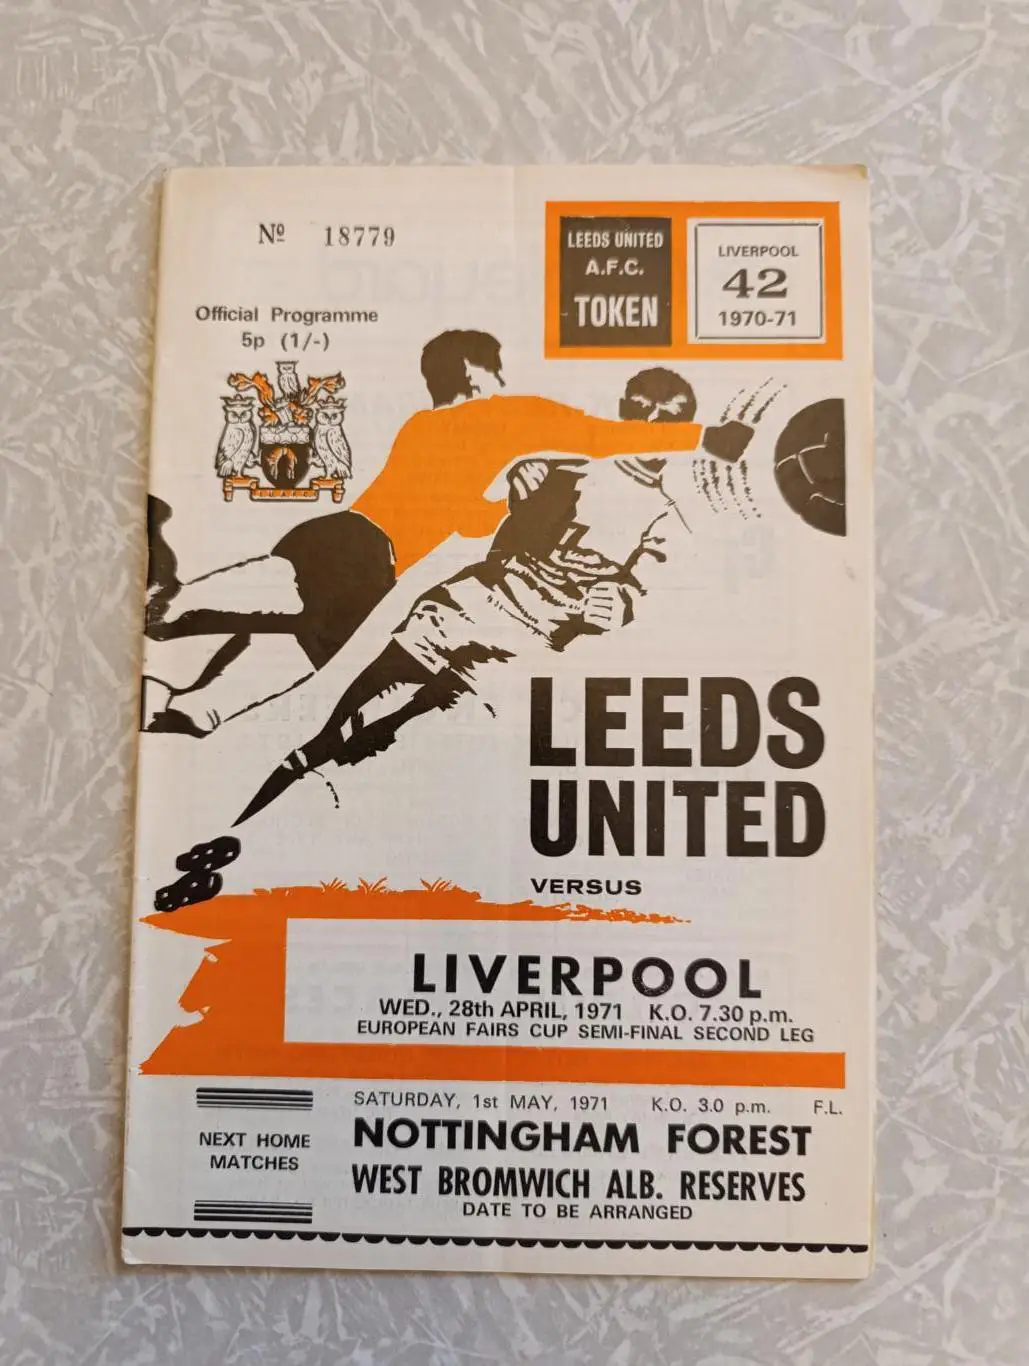 Nº 18779
LEEDS UNITED
A.F.C.
TOKEN
LIVERPOOL
42
1970-71
Official Programme
5p (1/-)
LEEDS
UNITED
VERSUS
LIVERPOOL
WED., 28th APRIL, 1971 K.O. 7.30 p.m.
EUROPEAN FAIRS CUP SEMI-FINAL SECOND LEG
NEXT HOME
MATCHES
SATURDAY, 1st MAY, 1971 K.O. 3.0 p.m. F.L.
NOTTINGHAM FOREST
WEST BROMWICH ALB. RESERVES
DATE TO BE ARRANGED